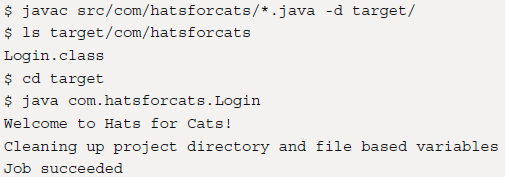 $ javac src/com/hatsforcats/*.java -d target/
$ ls target/com/hatsforcats
Login.class
$ cd target
$ java com.hatsforcats.Login
Welcome to Hats for Cats!
Cleaning up project directory and file based variables
Job succeeded